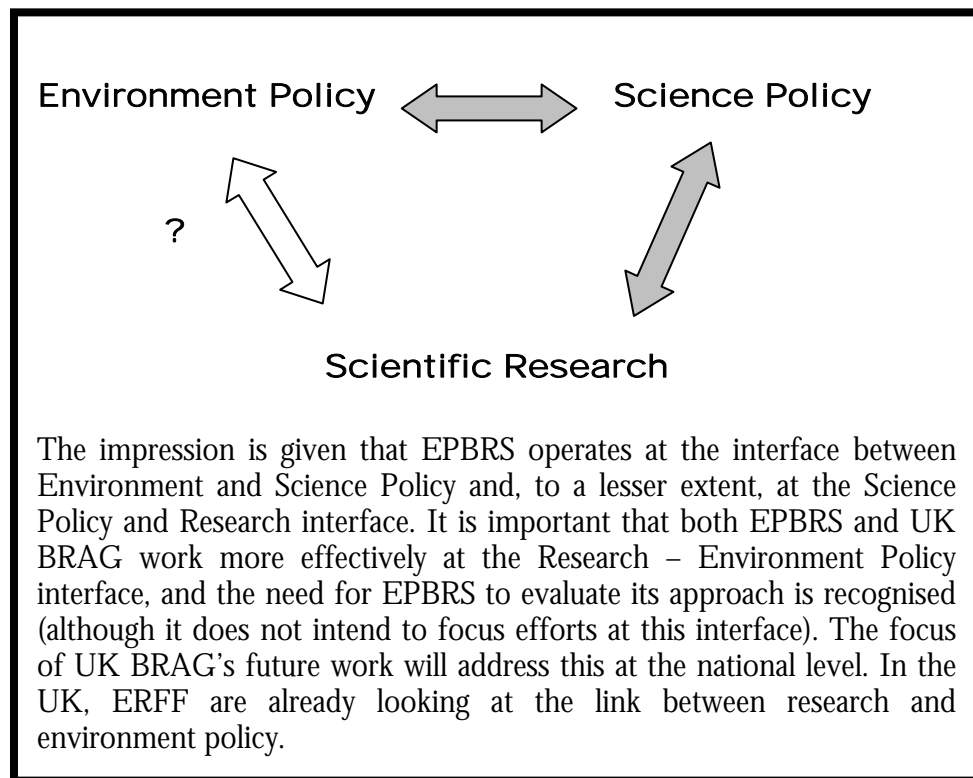 Environment Policy Science Policy
?
Scientific Research
The impression is given that EPBRS operates at the interface between
Environment and Science Policy and, to a lesser extent, at the Science
Policy and Research interface. It is important that both EPBRS and UK
BRAG work more effectively at the Research – Environment Policy
interface, and the need for EPBRS to evaluate its approach is recognised
(although it does not intend to focus efforts at this interface). The focus
of UK BRAG’s future work will address this at the national level. In the
UK, ERFF are already looking at the link between research and
environment policy.